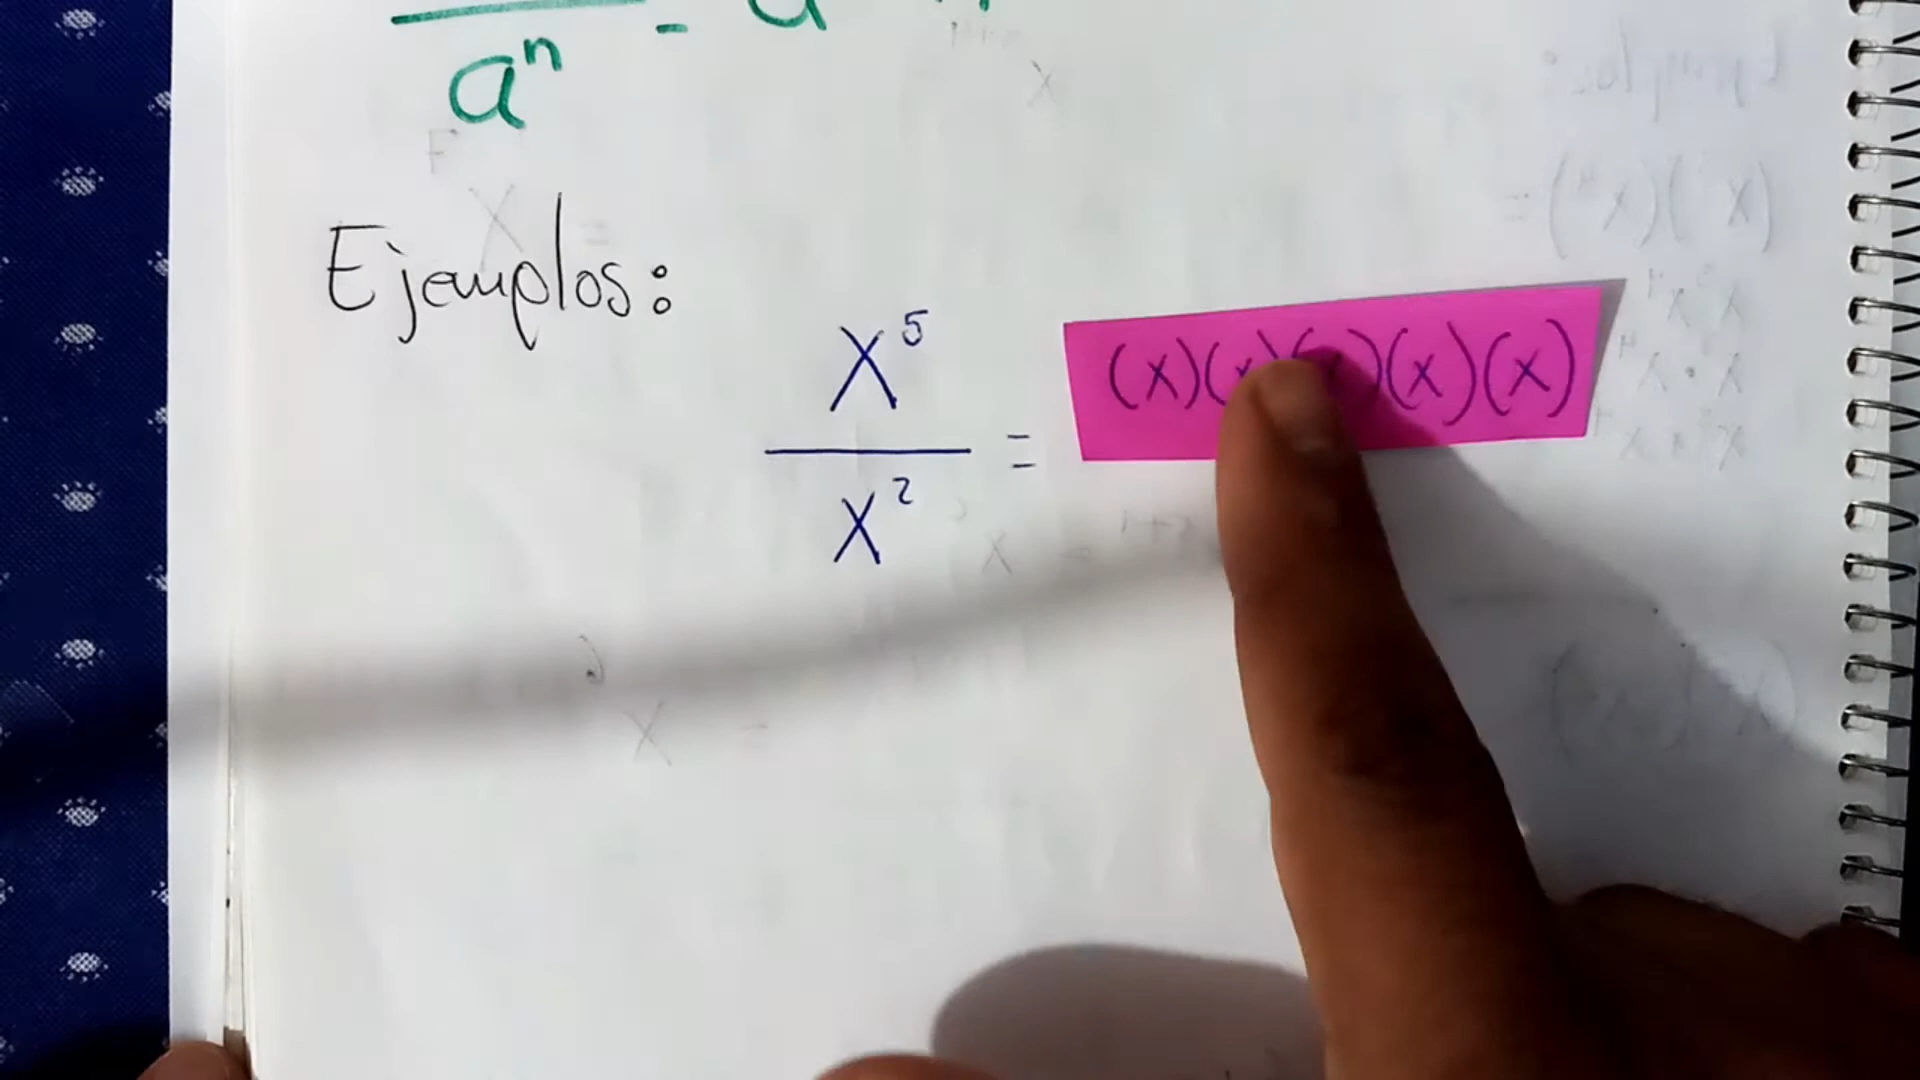 aⁿ = a
Ejemplos:
x⁵
x² = (x)(x)(x)(x)(x)